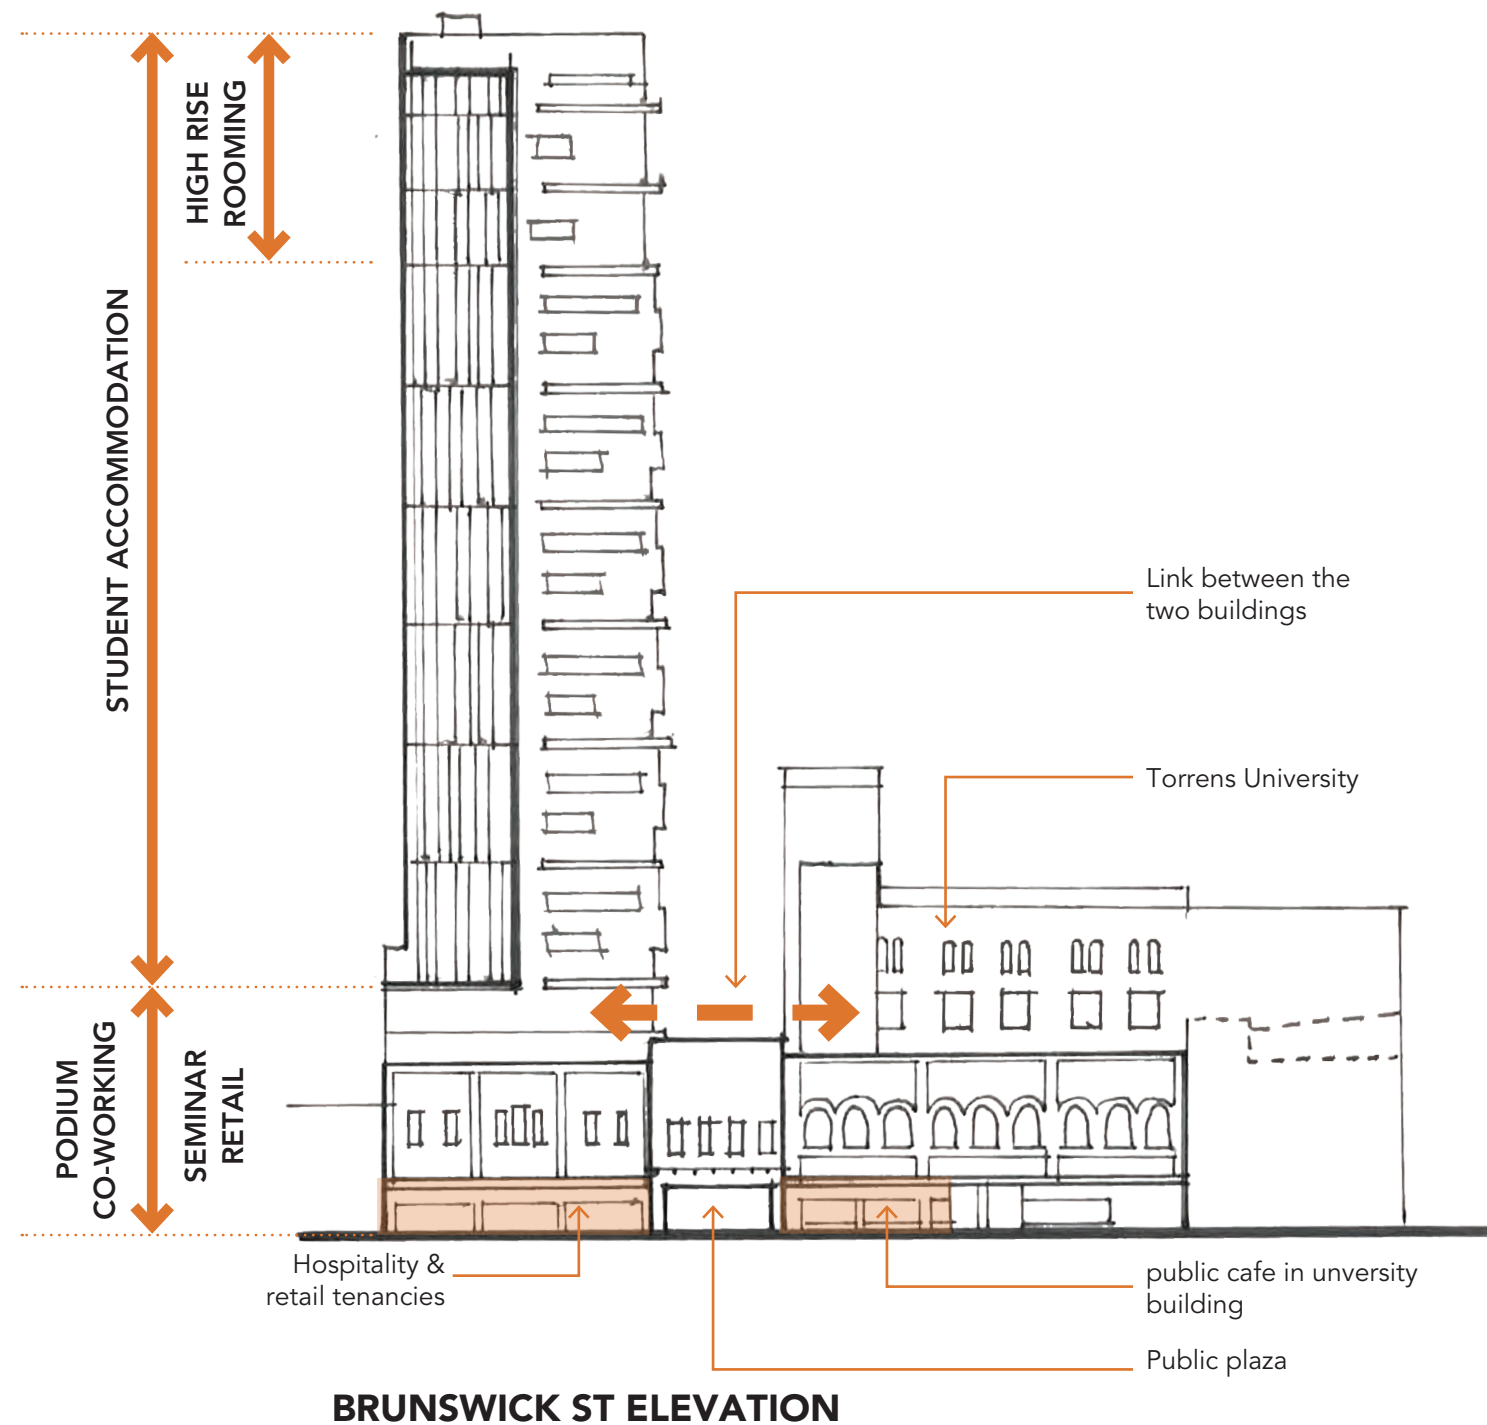 HIGH RISE
ROOMING
STUDENT ACCOMMODATION
Link between the
two buildings
Torrens University
PODIUM
CO-WORKING
SEMINAR
RETAIL
Hospitality &
retail tenancies
public cafe in unversity
building
Public plaza
BRUNSWICK ST ELEVATION